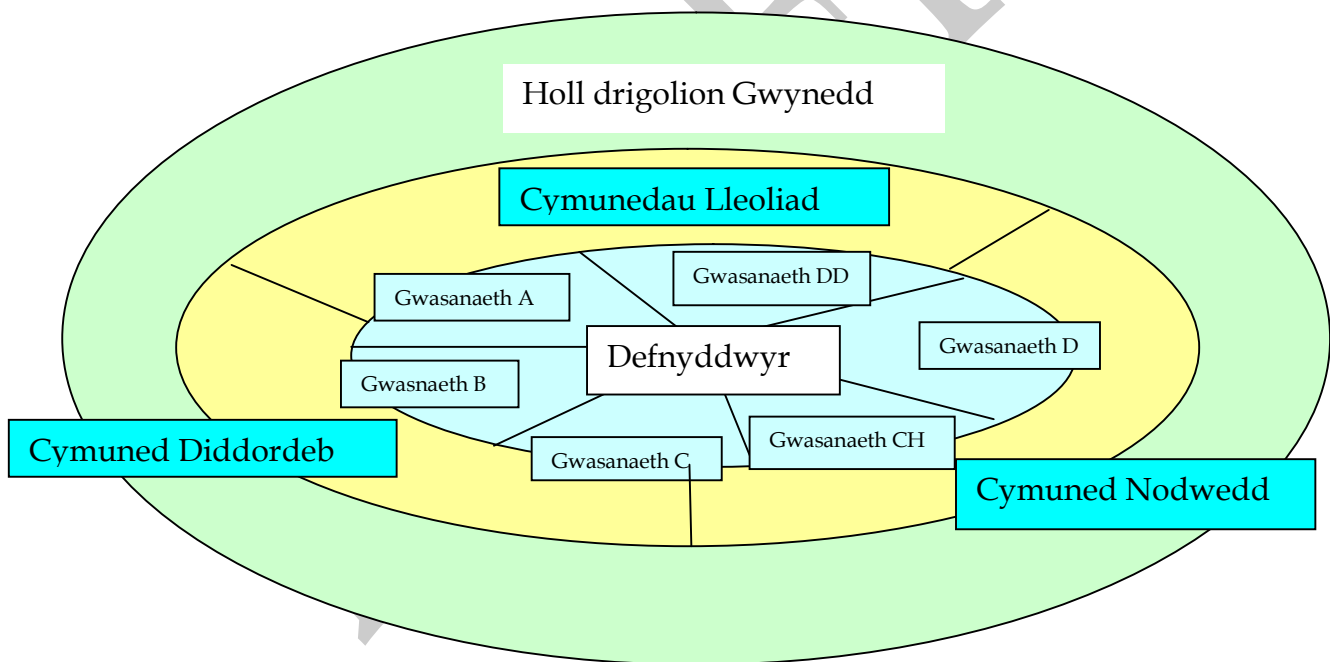 Holl drigolion Gwynedd
Cymunedau Lleoliad
Gwasanaeth DD
Gwasanaeth A
Gwasanaeth D
Defnyddwyr
Gwasnaeth B
Gwasanaeth CH
Cymuned Diddordeb
Gwasanaeth C
Cymuned Nodwedd